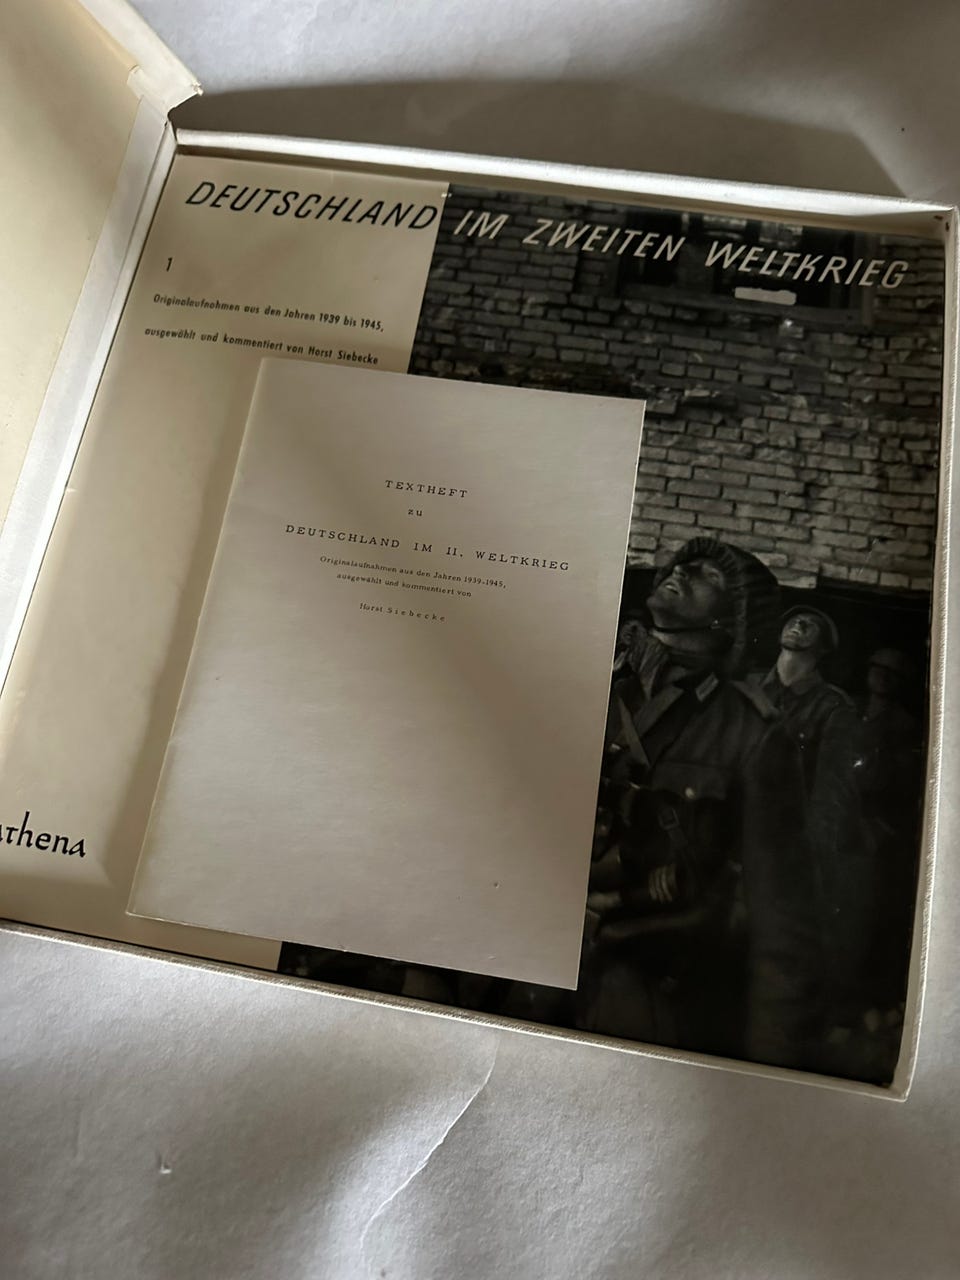 DEUTSCHLAND IM ZWEITEN WELTKRIEG
1
Originalaufnahmen aus den Jahren 1939 bis 1945,
ausgewählt und kommentiert von Horst Siebecke
TEXTHEFT
zu
DEUTSCHLAND IM II. WELTKRIEG
Originalaufnahmen aus den Jahren 1939-1945,
ausgewählt und kommentiert von
Horst Siebecke
athena